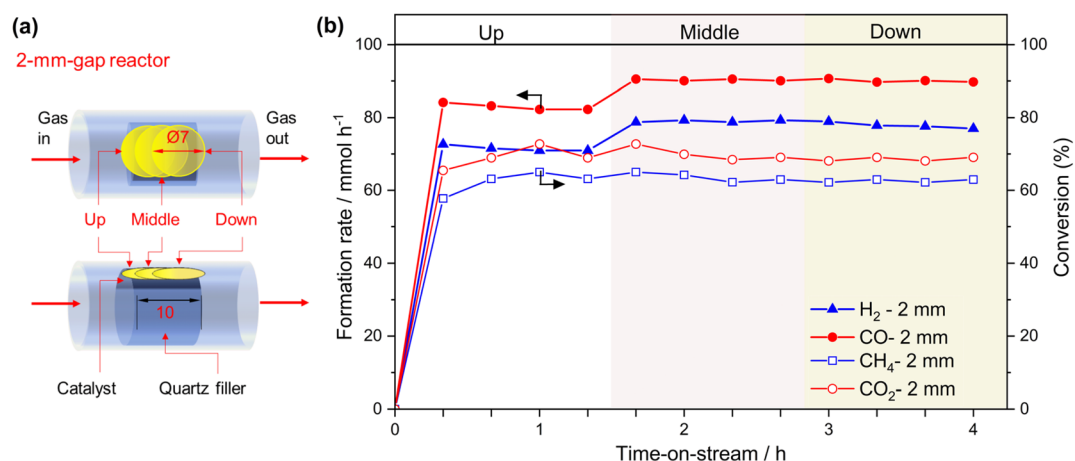 (a)
2-mm-gap reactor
Gas in
Gas out
Ø7
Up
Middle
Down
10
Catalyst
Quartz filler
(b)
Up
Middle
Down
Formation rate / mmol h⁻¹
100
80
60
40
20
0
100
80
60
40
20
0
Conversion (%)
H₂ - 2 mm
CO- 2 mm
CH₄- 2 mm
CO₂- 2 mm
0
1
2
3
4
Time-on-stream / h